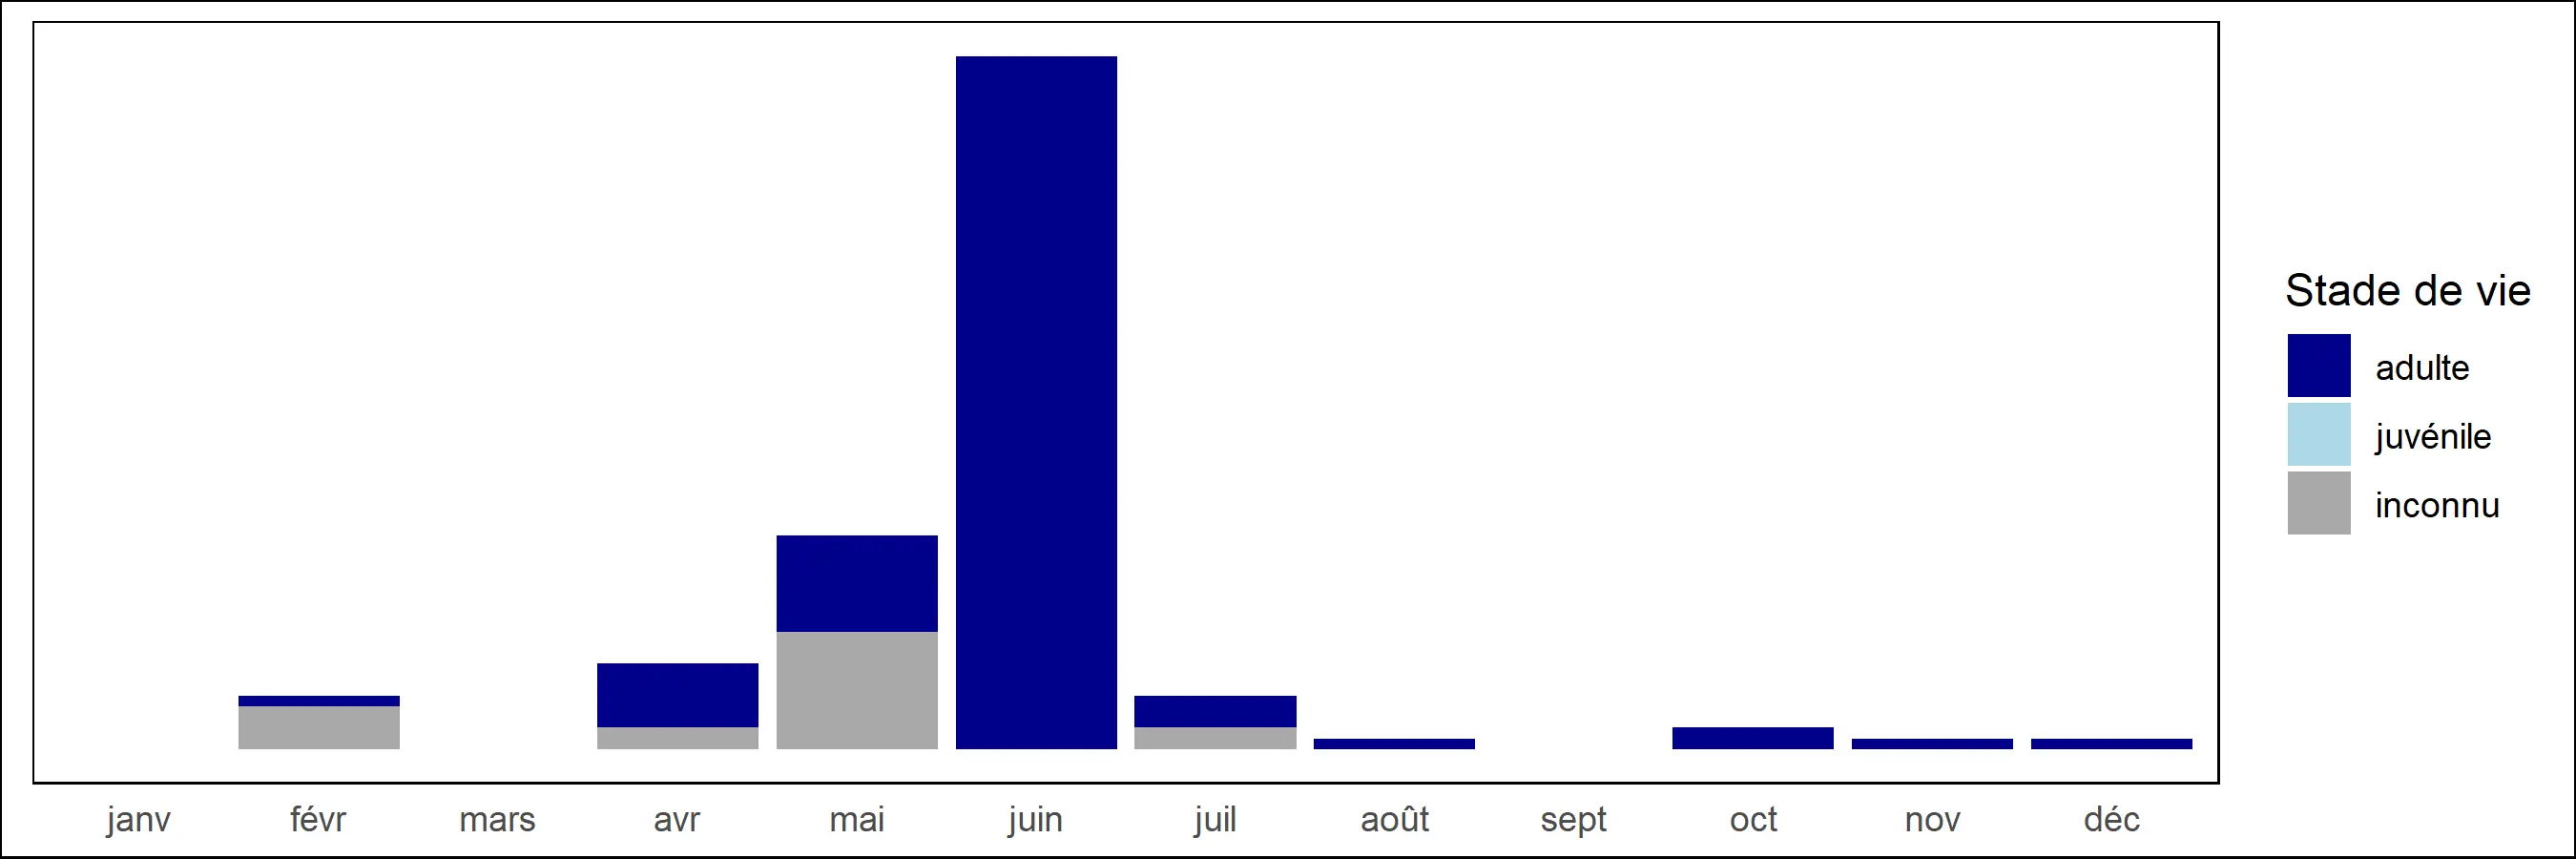 Stade de vie
adulte
juvénile
inconnu
janv févr mars avr mai juin juil août sept oct nov déc